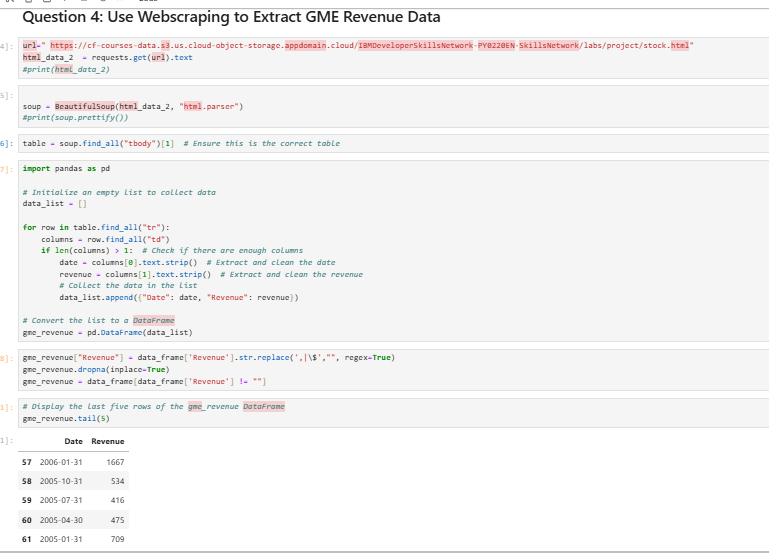 Question 4: Use Webscraping to Extract GME Revenue Data
4]:
url=" https://cf-courses-data.s3.us.cloud-object-storage.appdomain.cloud/IBMDeveloperSkillsNetwork-PY0220EN-SkillsNetwork/labs/project/stock.html"
html_data_2 = requests.get(url).text
#print(html_data_2)
5]:
soup = BeautifulSoup(html_data_2, "html.parser")
#print(soup.prettify())
6]: table = soup.find_all("tbody")[1] # Ensure this is the correct table
7]: import pandas as pd
# Initialize an empty list to collect data
data_list = []
for row in table.find_all("tr"):
columns = row.find_all("td")
if len(columns) > 1: # Check if there are enough columns
date = columns[0].text.strip() # Extract and clean the date
revenue = columns[1].text.strip() # Extract and clean the revenue
# Collect the data in the list
data_list.append({"Date": date, "Revenue": revenue})
# Convert the list to a DataFrame
gme_revenue = pd.DataFrame(data_list)
8]: gme_revenue["Revenue"] = data_frame['Revenue'].str.replace(',|\$',"", regex=True)
gme_revenue.dropna(inplace=True)
gme_revenue = data_frame[data_frame['Revenue'] != ""]
1]: # Display the last five rows of the gme_revenue DataFrame
gme_revenue.tail(5)
1]: Date Revenue
57 2006-01-31 1667
58 2005-10-31 534
59 2005-07-31 416
60 2005-04-30 475
61 2005-01-31 709